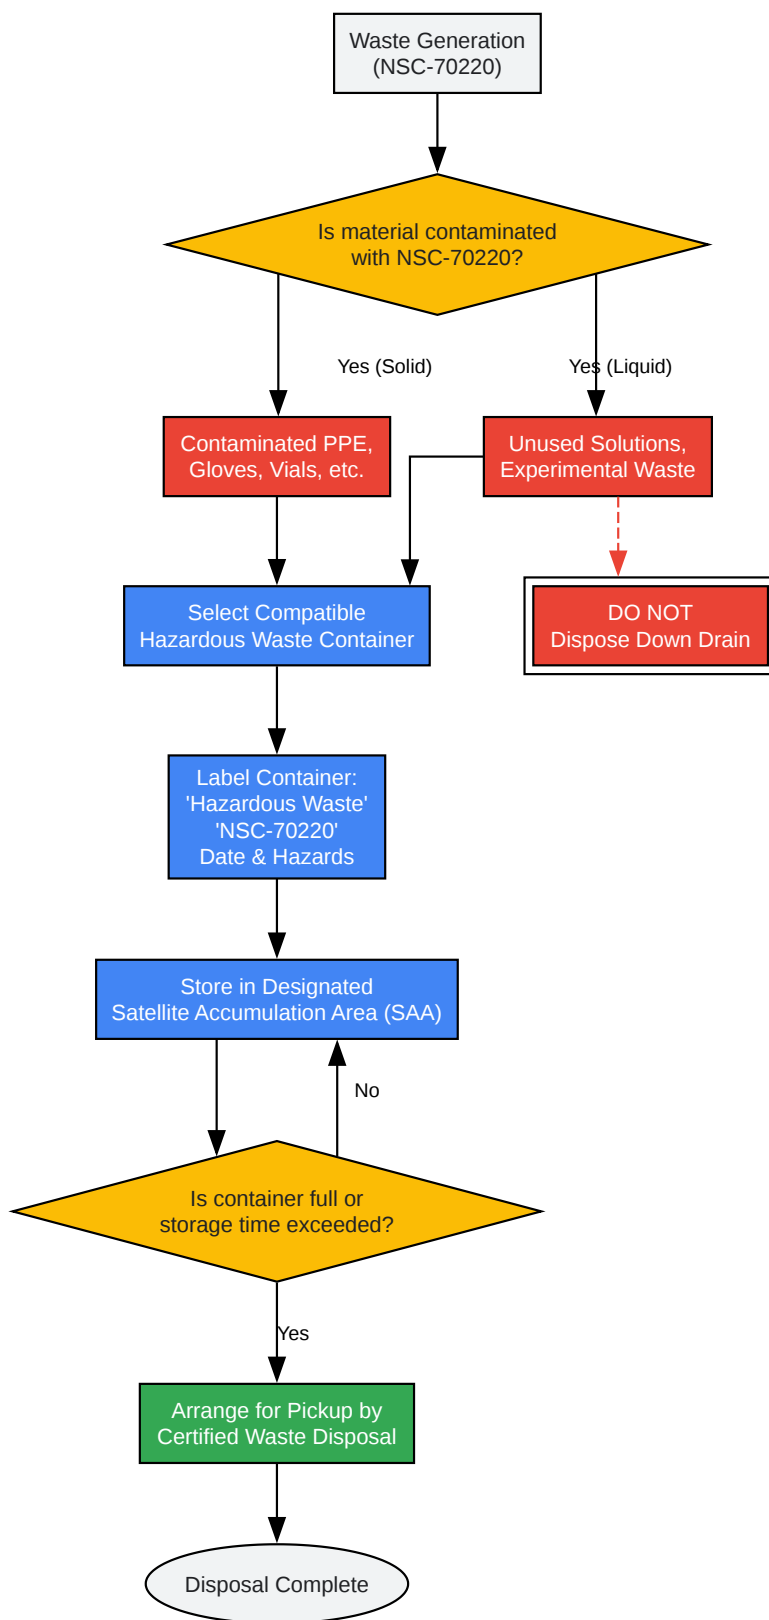 Waste Generation
(NSC-70220)
Is material contaminated
with NSC-70220?
Yes (Solid)
Yes (Liquid)
Contaminated PPE,
Gloves, Vials, etc.
Unused Solutions,
Experimental Waste
Select Compatible
Hazardous Waste Container
DO NOT
Dispose Down Drain
Label Container:
'Hazardous Waste'
'NSC-70220'
Date & Hazards
Store in Designated
Satellite Accumulation Area (SAA)
No
Is container full or
storage time exceeded?
Yes
Arrange for Pickup by
Certified Waste Disposal
Disposal Complete